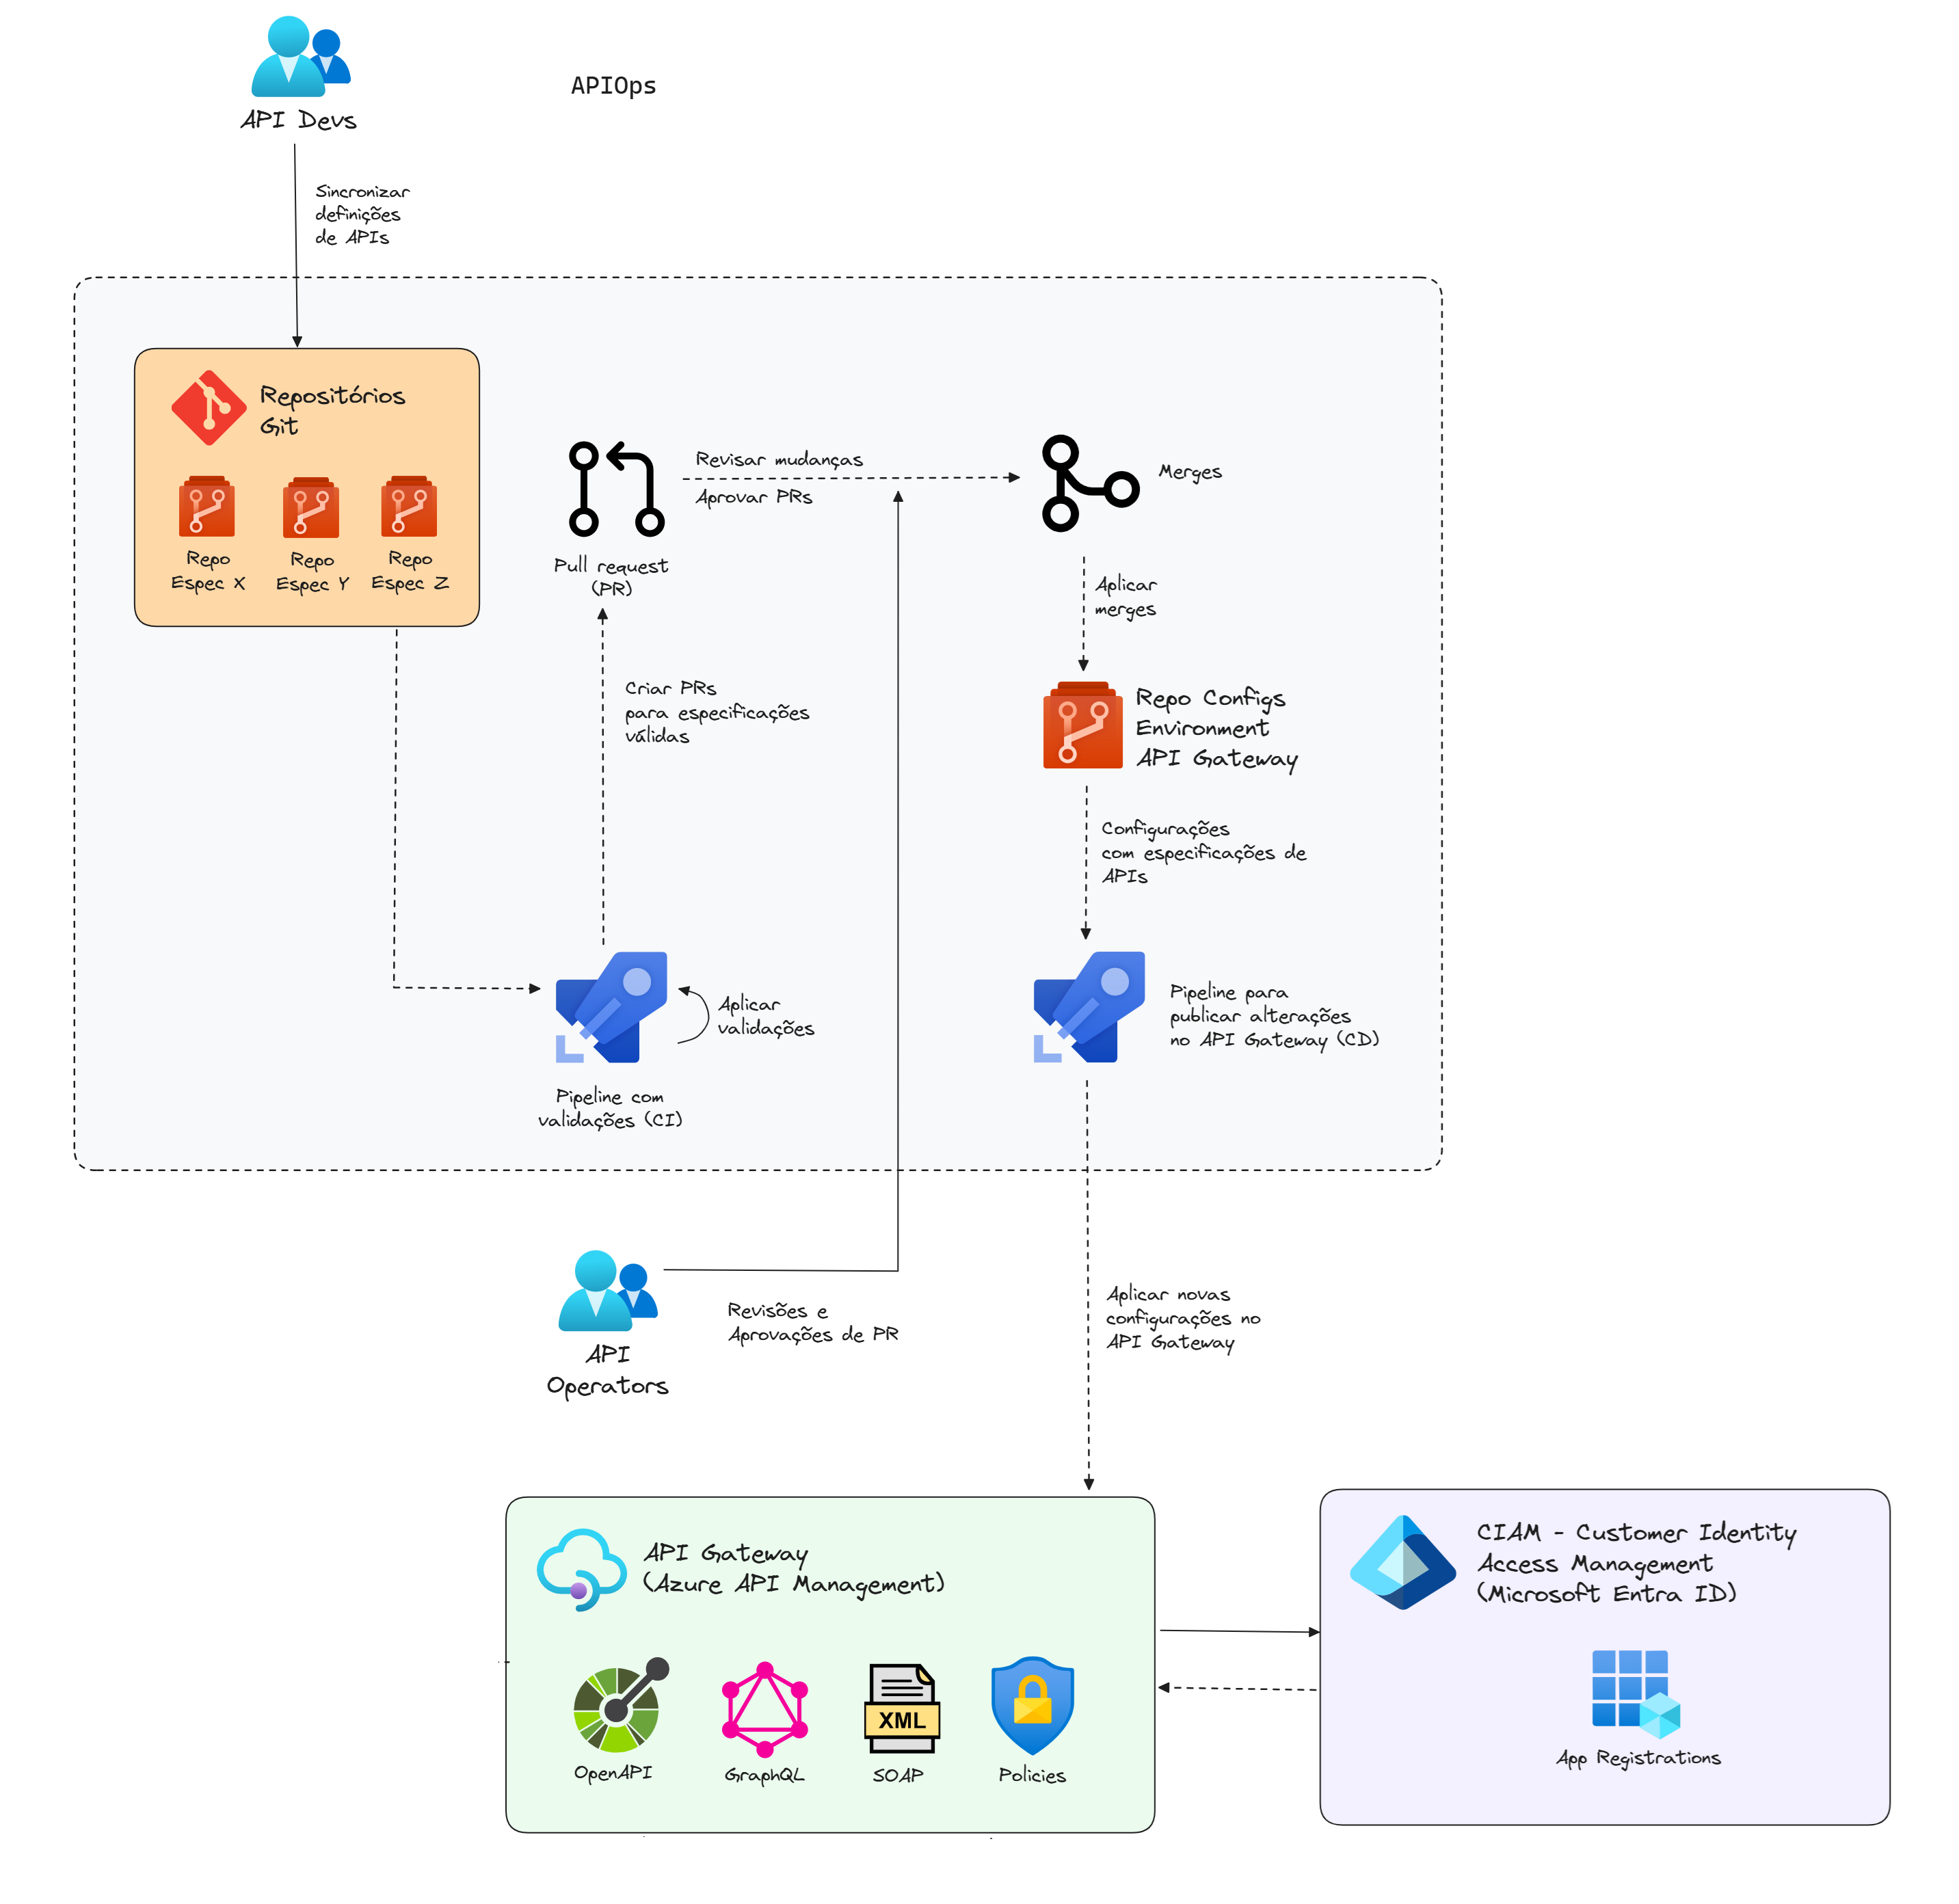 API Devs
APIOps
Sincronizar
definições
de APIs
Repositórios
Git
Repo
Espec X
Repo
Espec Y
Repo
Espec Z
Pull request
(PR)
Revisar mudanças
Aprovar PRs
Merges
Aplicar
merges
Criar PRs
para especificações
válidas
Repo Configs
Environment
API Gateway
Configurações
com especificações de
APIs
Aplicar
validações
Pipeline com
validações (CI)
Pipeline para
publicar alterações
no API Gateway (CD)
API
Operators
Revisões e
Aprovações de PR
Aplicar novas
configurações no
API Gateway
API Gateway
(Azure API Management)
OpenAPI
GraphQL
XML
SOAP
Policies
CIAM - Customer Identity
Access Management
(Microsoft Entra ID)
App Registrations